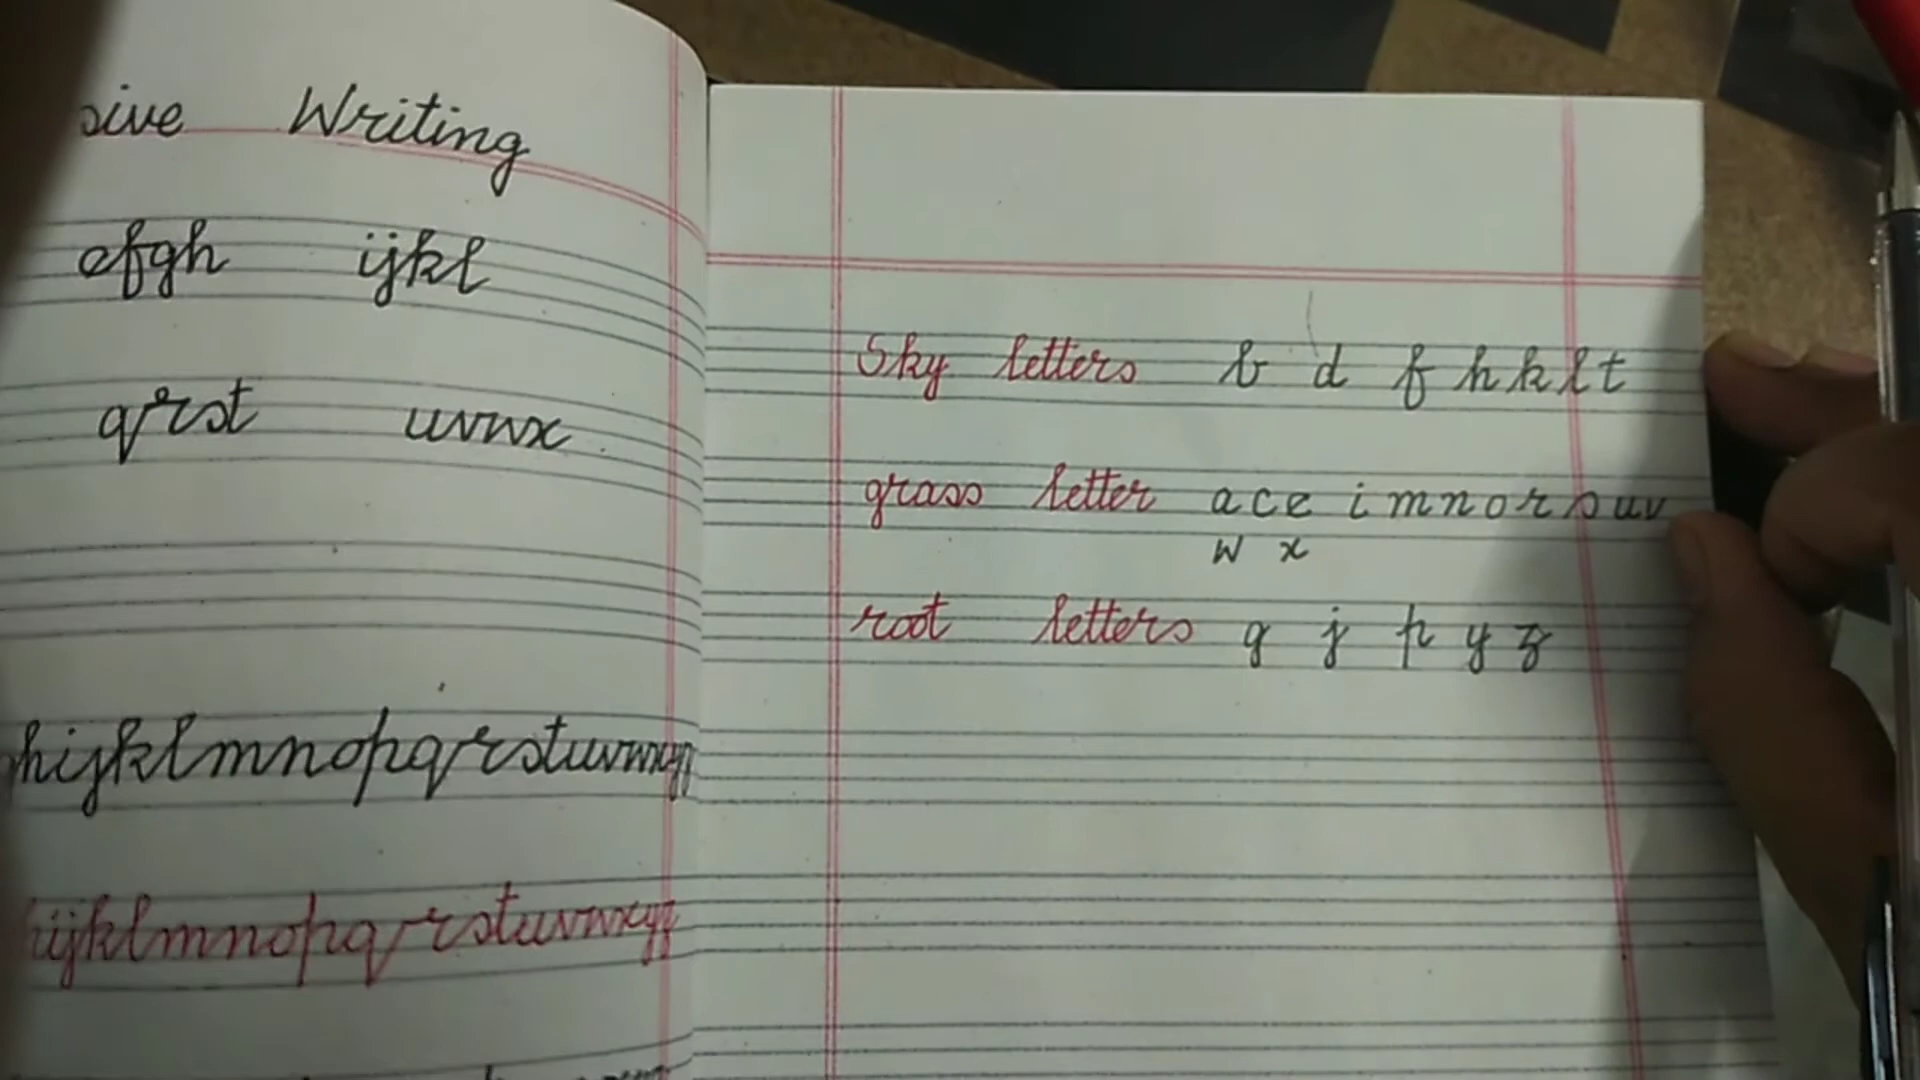 sive Writing
efgh ijkl
qrst uvwx
hijklmnopqrstuvwxyz
hijklmnopqrstuvwxyz
Sky letters b d f h k l t
grass letter a c e i m n o r s u v
w x
root letters g j p y z